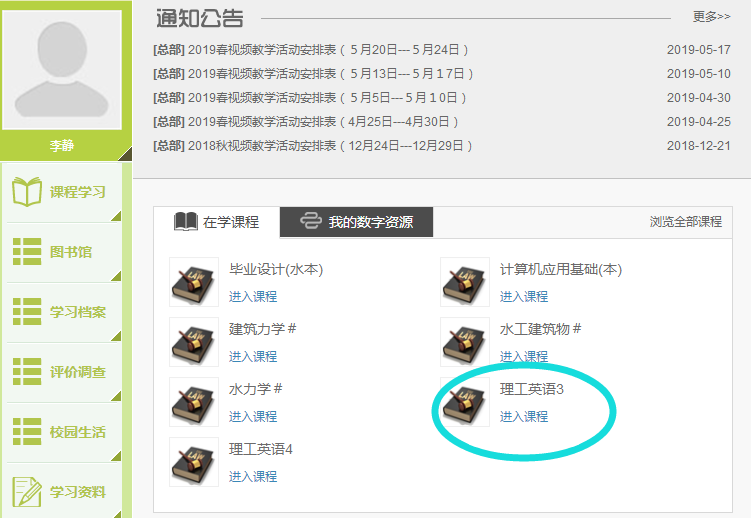 通知公告 更多>>
[总部] 2019春视频教学活动安排表（５月20日---５月24日） 2019-05-17
[总部] 2019春视频教学活动安排表（５月13日---５月１7日） 2019-05-10
[总部] 2019春视频教学活动安排表（５月5日---５月１0日） 2019-04-30
[总部] 2019春视频教学活动安排表（4月25日---4月30日） 2019-04-25
[总部] 2018秋视频教学活动安排表（12月24日---12月29日） 2018-12-21
李静
课程学习
图书馆
学习档案
评价调查
校园生活
学习资料
在学课程 我的数字资源 浏览全部课程
毕业设计(水本)
进入课程
计算机应用基础(本)
进入课程
建筑力学＃
进入课程
水工建筑物＃
进入课程
水力学＃
进入课程
理工英语3
进入课程
理工英语4
进入课程
LAW
LAW
LAW
LAW
LAW
LAW
LAW